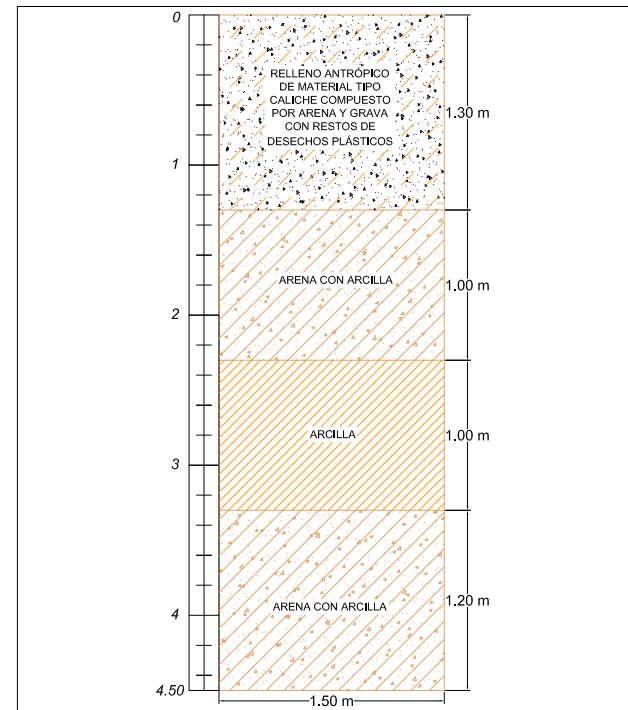 0
RELLENO ANTRÓPICO
DE MATERIAL TIPO
CALICHE COMPUESTO
POR ARENA Y GRAVA
CON RESTOS DE
DESECHOS PLÁSTICOS
1.30 m
1
ARENA CON ARCILLA
1.00 m
2
ARCILLA
1.00 m
3
ARENA CON ARCILLA
1.20 m
4
4.50
1.50 m